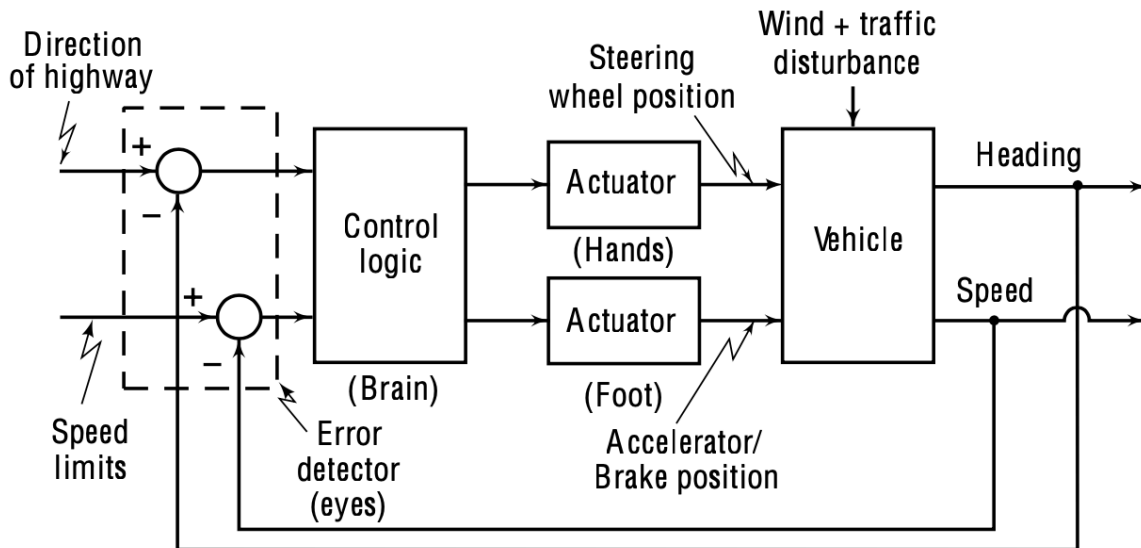 Direction
of highway
+
−
Speed
limits
+
−
Error
detector
(eyes)
Control
logic
(Brain)
Actuator
(Hands)
Actuator
(Foot)
Steering
wheel position
Accelerator/
Brake position
Wind + traffic
disturbance
Vehicle
Heading
Speed